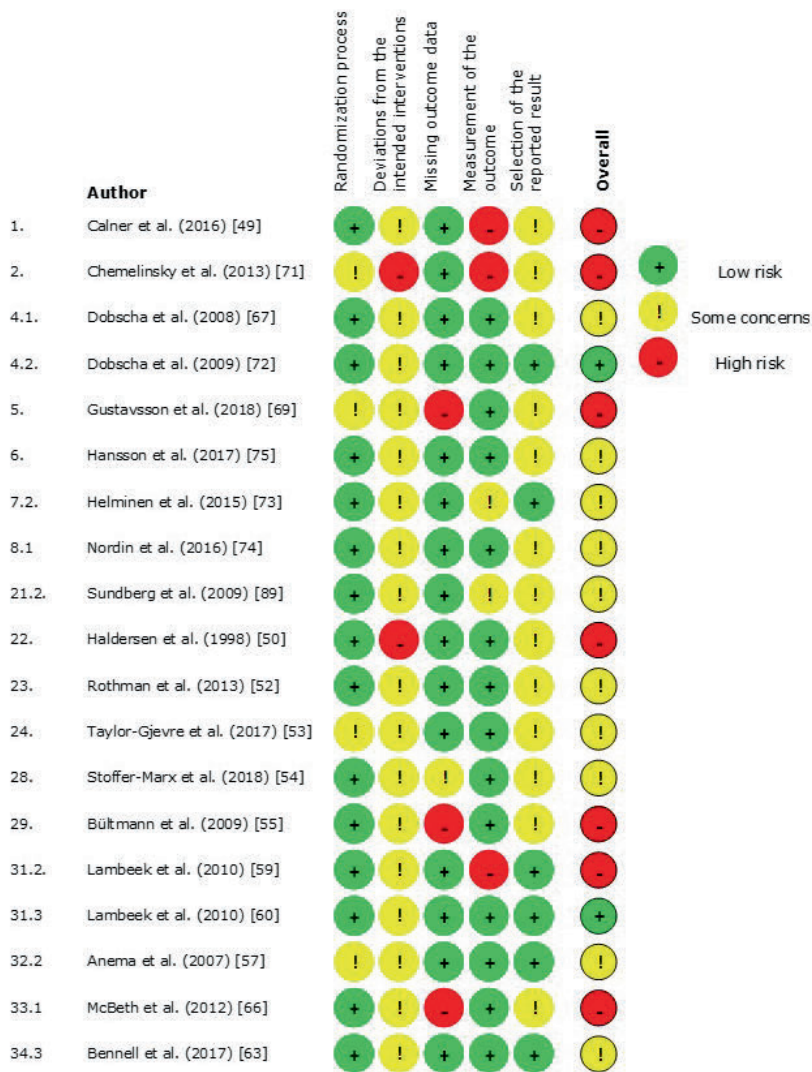 Randomization process
Deviations from the
intended interventions
Missing outcome data
Measurement of the
outcome
Selection of the
reported result
Overall
Author
1. Calner et al. (2016) [49] + ! + - ! -
2. Chemelinsky et al. (2013) [71] ! - + - ! -
4.1. Dobscha et al. (2008) [67] + ! + + ! !
4.2. Dobscha et al. (2009) [72] + ! + + + +
5. Gustavsson et al. (2018) [69] ! ! - + ! -
6. Hansson et al. (2017) [75] + ! + + ! !
7.2. Helminen et al. (2015) [73] + ! + ! + !
8.1 Nordin et al. (2016) [74] + ! + + ! !
21.2. Sundberg et al. (2009) [89] + ! + ! ! !
22. Haldersen et al. (1998) [50] + - + + ! -
23. Rothman et al. (2013) [52] + ! + + ! !
24. Taylor-Gjevre et al. (2017) [53] ! ! + + ! !
28. Stoffer-Marx et al. (2018) [54] + ! ! + ! !
29. Bültmann et al. (2009) [55] + ! - + ! -
31.2. Lambeek et al. (2010) [59] + ! + - + -
31.3 Lambeek et al. (2010) [60] + ! + + + +
32.2 Anema et al. (2007) [57] ! ! + + + !
33.1 McBeth et al. (2012) [66] + ! - + ! -
34.3 Bennell et al. (2017) [63] + ! + + + !
+ Low risk
! Some concerns
- High risk